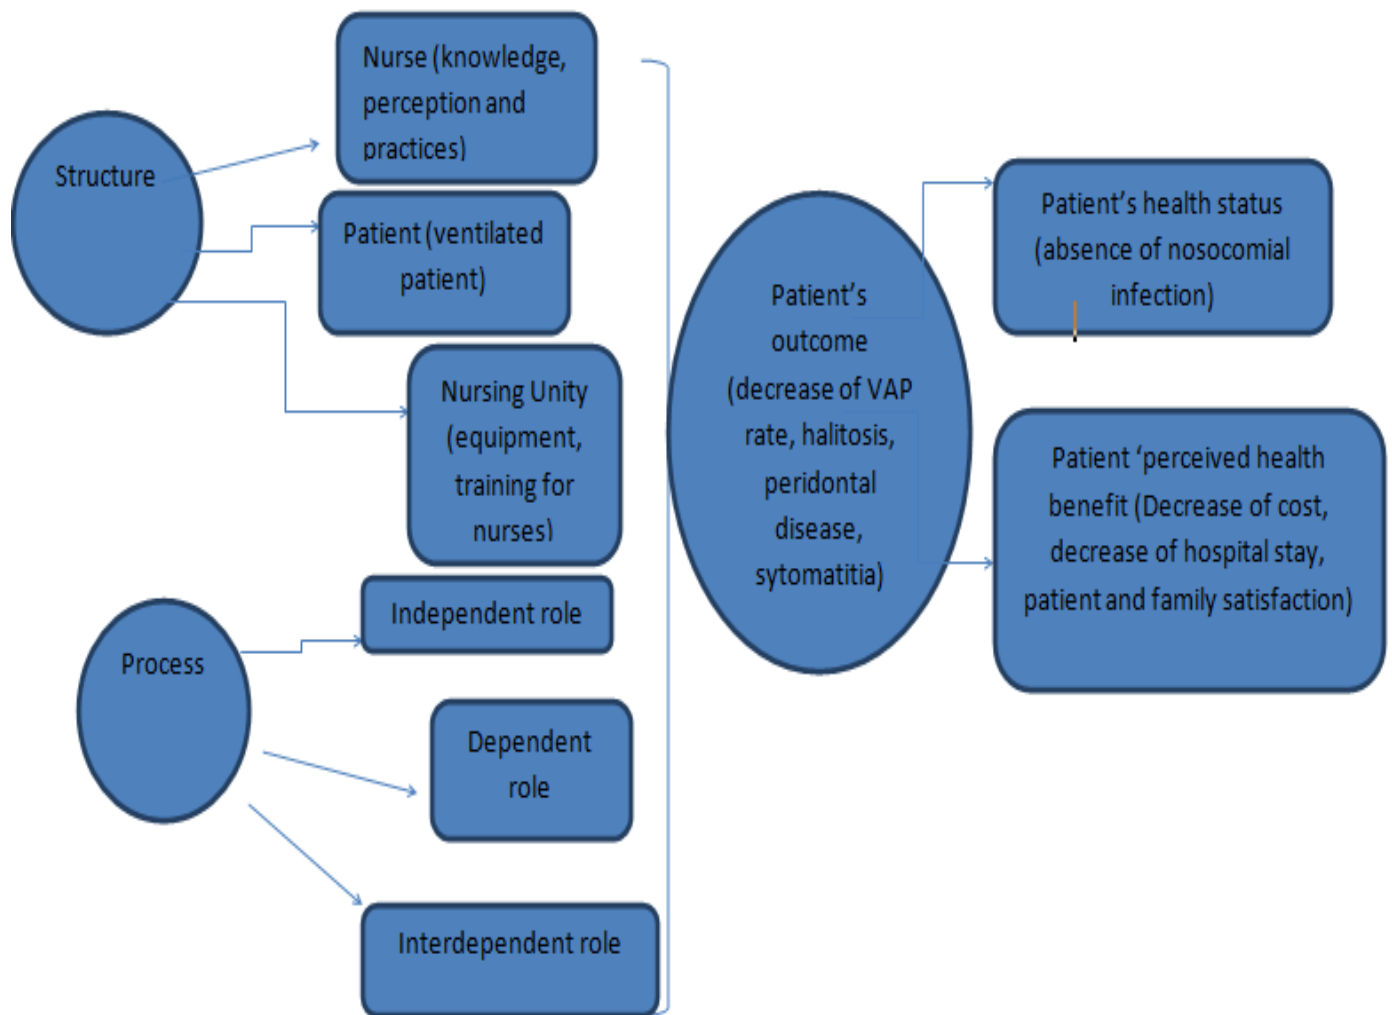 Structure
Nurse (knowledge,
perception and
practices)
Patient (ventilated
patient)
Nursing Unity
(equipment,
training for
nurses)
Process
Independent role
Dependent
role
Interdependent role
Patient’s
outcome
(decrease of VAP
rate, halitosis,
peridontal
disease,
sytomatitia)
Patient’s health status
(absence of nosocomial
infection)
Patient ‘perceived health
benefit (Decrease of cost,
decrease of hospital stay,
patient and family satisfaction)